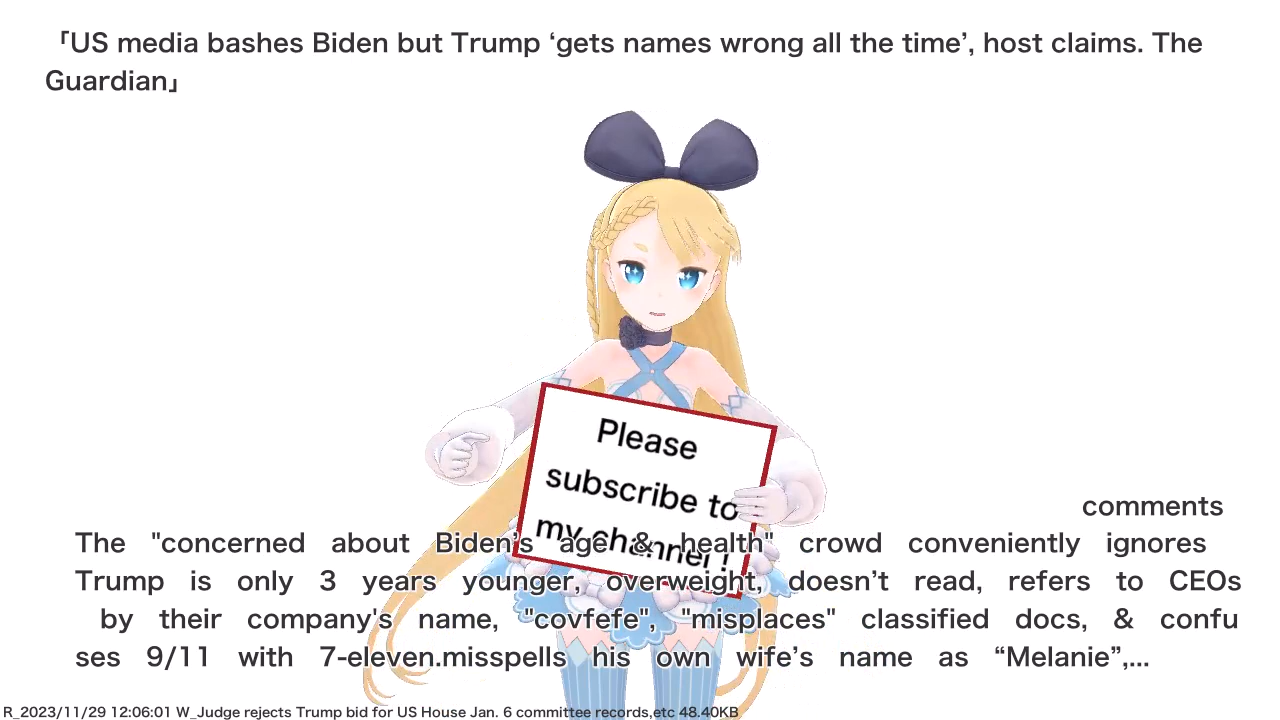 「US media bashes Biden but Trump ‘gets names wrong all the time’, host claims. The
Guardian」
Please
subscribe to
my channel！
comments
The "concerned about Biden’s age & health" crowd conveniently ignores
Trump is only 3 years younger, overweight, doesn’t read, refers to CEOs
by their company's name, "covfefe", "misplaces" classified docs, & confu
ses 9/11 with 7-eleven.misspells his own wife’s name as “Melanie”,...
R_2023/11/29 12:06:01 W_Judge rejects Trump bid for US House Jan. 6 committee records,etc 48.40KB